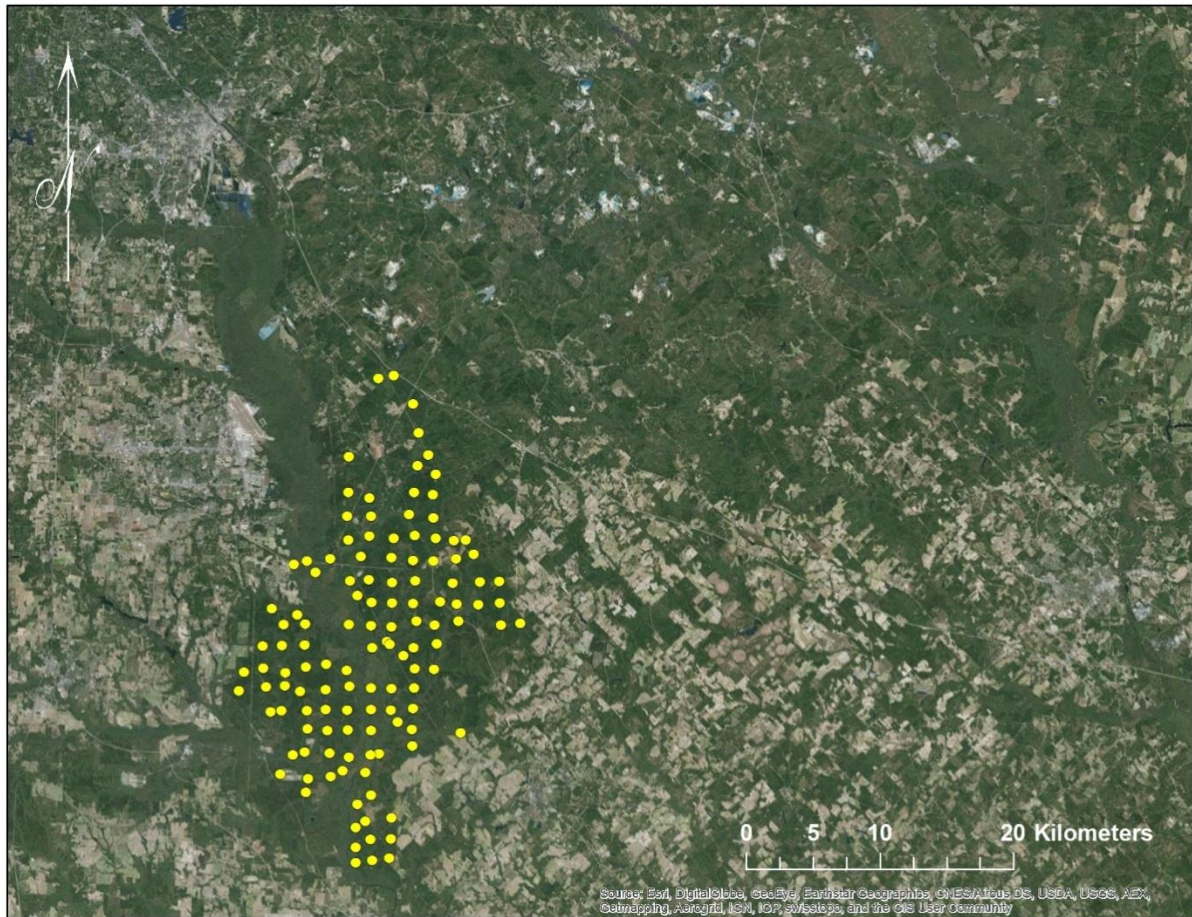 N
0 5 10 20 Kilometers
Source: Esri, DigitalGlobe, GeoEye, Earthstar Geographics, CNES/Airbus DS, USDA, USGS, AEX,
Getmapping, Aerogrid, IGN, IGP, swisstopo, and the GIS User Community